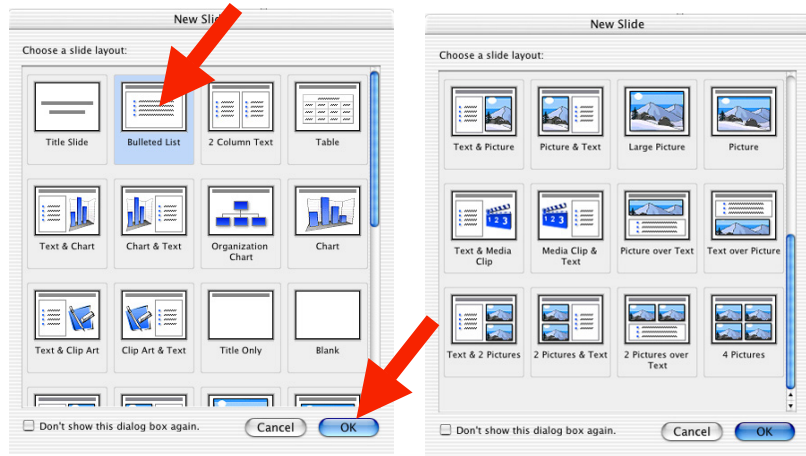 New
Choose a slide layout:
Title Slide
Bulleted List
2 Column Text
Table
Text & Chart
Chart & Text
Organization
Chart
Chart
Text & Clip Art
Clip Art & Text
Title Only
Blank
Don't show this dialog box again.
Cancel
OK
New Slide
Choose a slide layout:
Text & Picture
Picture & Text
Large Picture
Picture
Text & Media
Clip
Media Clip &
Text
Picture over Text
Text over Picture
Text & 2 Pictures
2 Pictures & Text
2 Pictures over
Text
4 Pictures
Don't show this dialog box again.
Cancel
OK